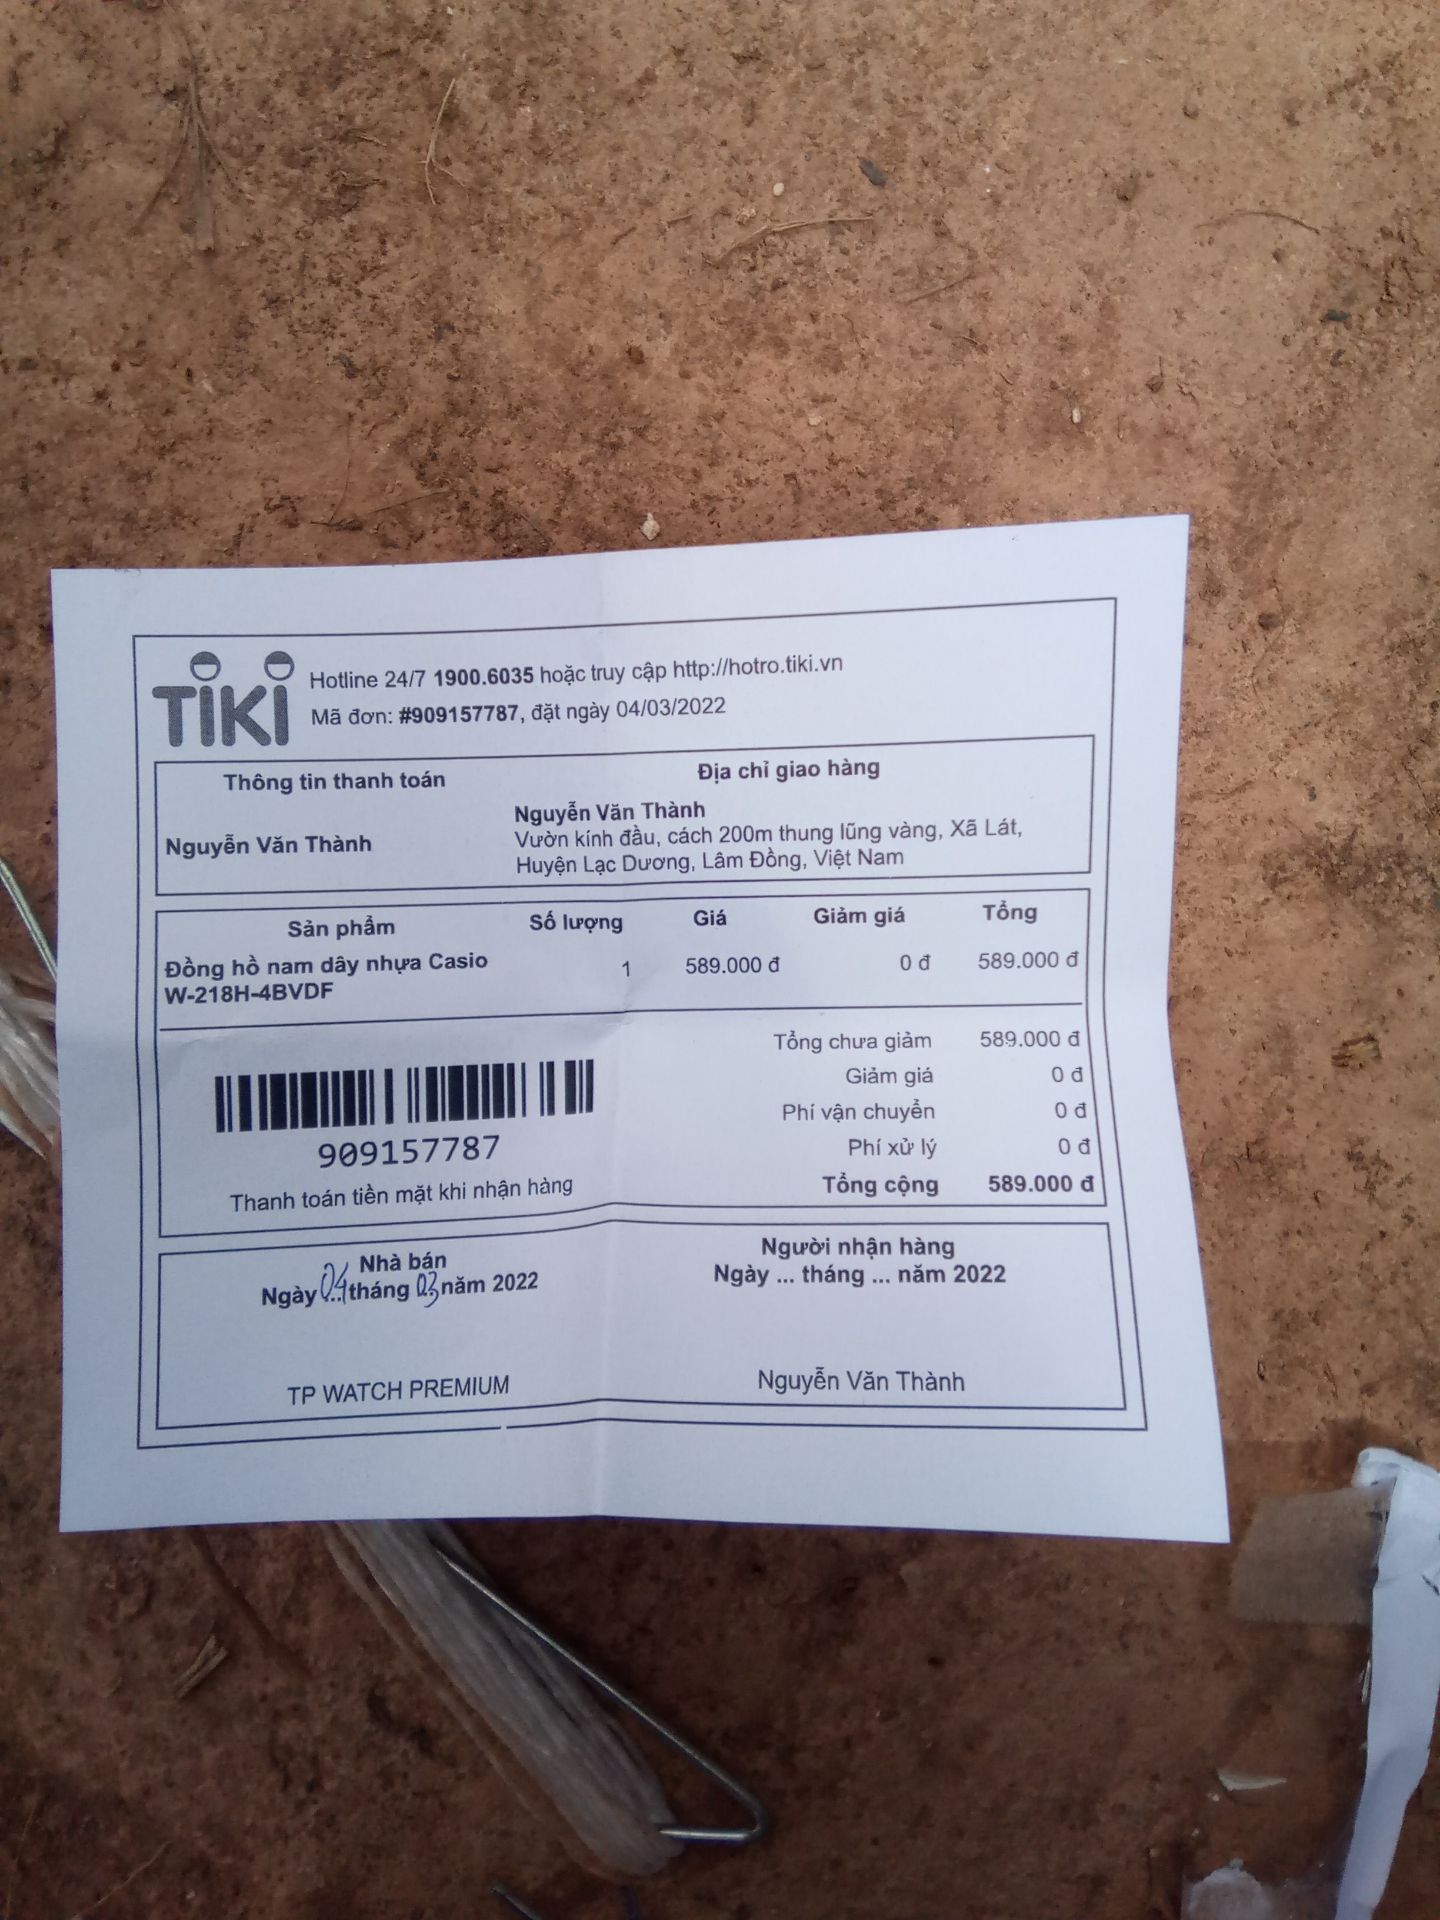 TiKi
Hotline 24/7 1900.6035 hoặc truy cập http://hotro.tiki.vn
Mã đơn: #909157787, đặt ngày 04/03/2022
Thông tin thanh toán
Địa chỉ giao hàng
Nguyễn Văn Thành
Nguyễn Văn Thành
Vườn kính đầu, cách 200m thung lũng vàng, Xã Lát,
Huyện Lạc Dương, Lâm Đồng, Việt Nam
Sản phẩm Số lượng Giá Giảm giá Tổng
Đồng hồ nam dây nhựa Casio 1 589.000 đ 0 đ 589.000 đ
W-218H-4BVDF
Tổng chưa giảm 589.000 đ
Giảm giá 0 đ
Phí vận chuyển 0 đ
Phí xử lý 0 đ
Tổng cộng 589.000 đ
909157787
Thanh toán tiền mặt khi nhận hàng
Nhà bán
Ngày 04 tháng 03 năm 2022
TP WATCH PREMIUM
Người nhận hàng
Ngày ... tháng ... năm 2022
Nguyễn Văn Thành